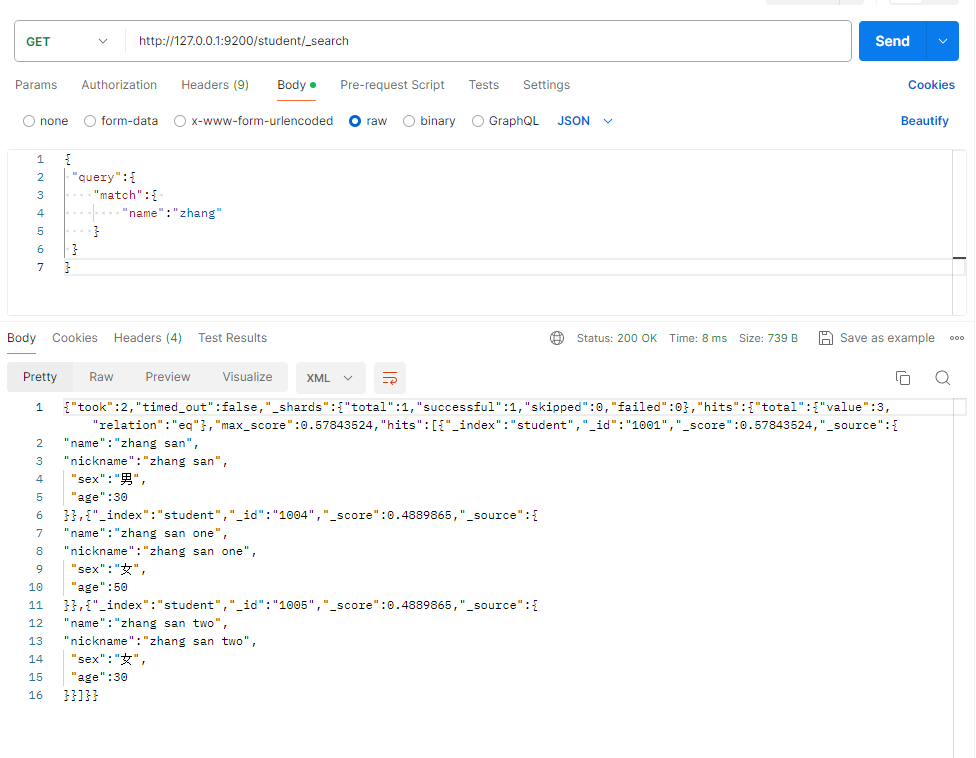 GET http://127.0.0.1:9200/student/_search Send
Params Authorization Headers (9) Body Pre-request Script Tests Settings Cookies
none form-data x-www-form-urlencoded raw binary GraphQL JSON Beautify
1 {
2 "query":{
3 "match":{
4 "name":"zhang"
5 }
6 }
7 }
Body Cookies Headers (4) Test Results Status: 200 OK Time: 8 ms Size: 739 B Save as example
Pretty Raw Preview Visualize XML
1 {"took":2,"timed_out":false,"_shards":{"total":1,"successful":1,"skipped":0,"failed":0},"hits":{"total":{"value":3,
"relation":"eq"},"max_score":0.57843524,"hits":[{"_index":"student","_id":"1001","_score":0.57843524,"_source":{
2 "name":"zhang san",
3 "nickname":"zhang san",
4 "sex":"男",
5 "age":30
6 }},{"_index":"student","_id":"1004","_score":0.4889865,"_source":{
7 "name":"zhang san one",
8 "nickname":"zhang san one",
9 "sex":"女",
10 "age":50
11 }},{"_index":"student","_id":"1005","_score":0.4889865,"_source":{
12 "name":"zhang san two",
13 "nickname":"zhang san two",
14 "sex":"女",
15 "age":30
16 }}]}}